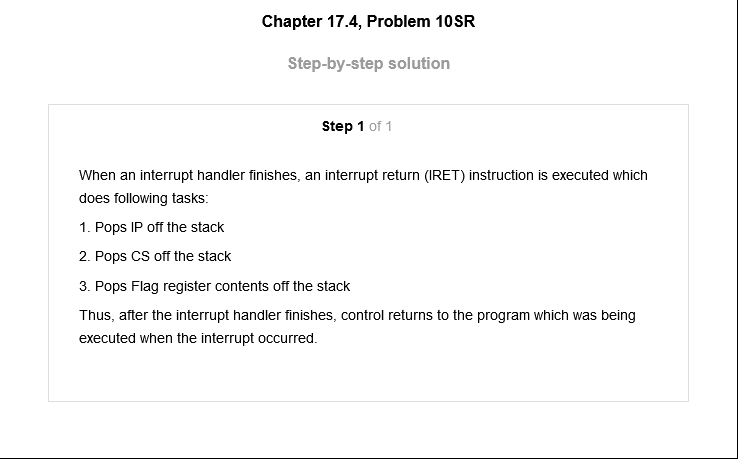 Chapter 17.4, Problem 10SR
Step-by-step solution
Step 1 of 1
When an interrupt handler finishes, an interrupt return (IRET) instruction is executed which
does following tasks:
1. Pops IP off the stack
2. Pops CS off the stack
3. Pops Flag register contents off the stack
Thus, after the interrupt handler finishes, control returns to the program which was being
executed when the interrupt occurred.